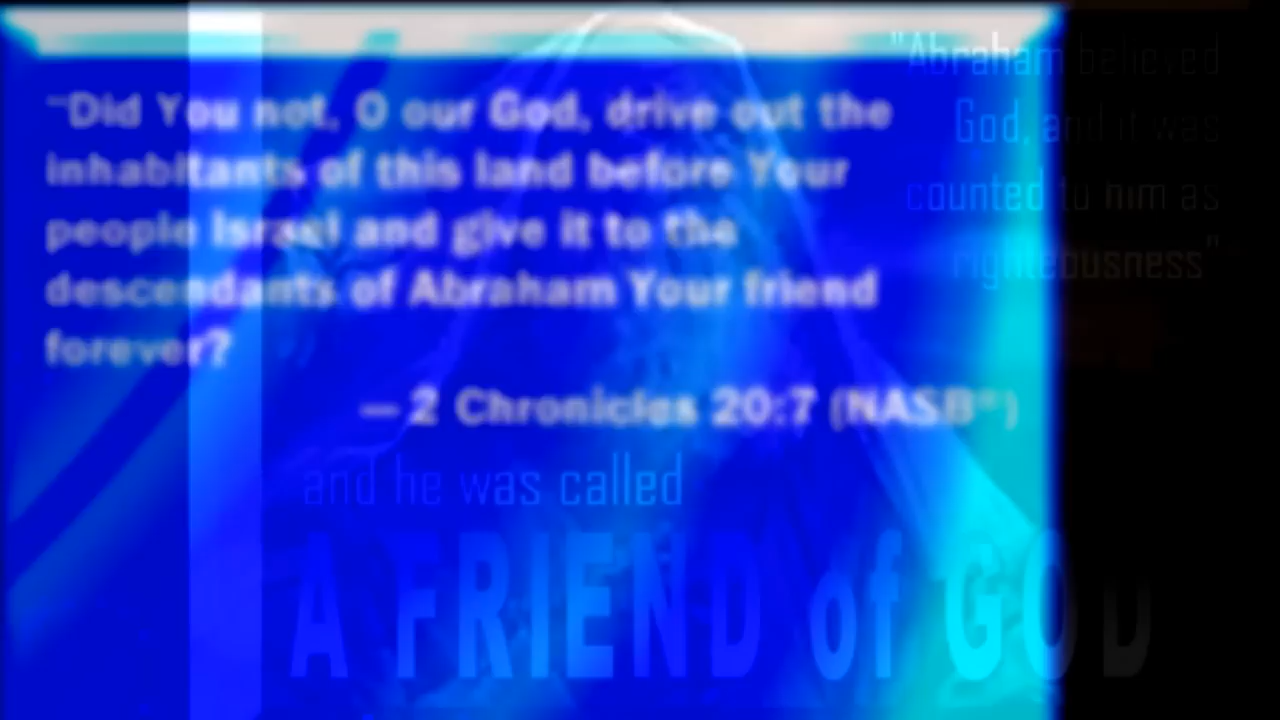 "Abraham believed
God, and it was
counted to him as
righteousness"
"Did You not, O our God, drive out the
inhabitants of this land before Your
people Israel and give it to the
descendants of Abraham Your friend
forever?
— 2 Chronicles 20:7 (NASB®)
and he was called
A FRIEND of GOD